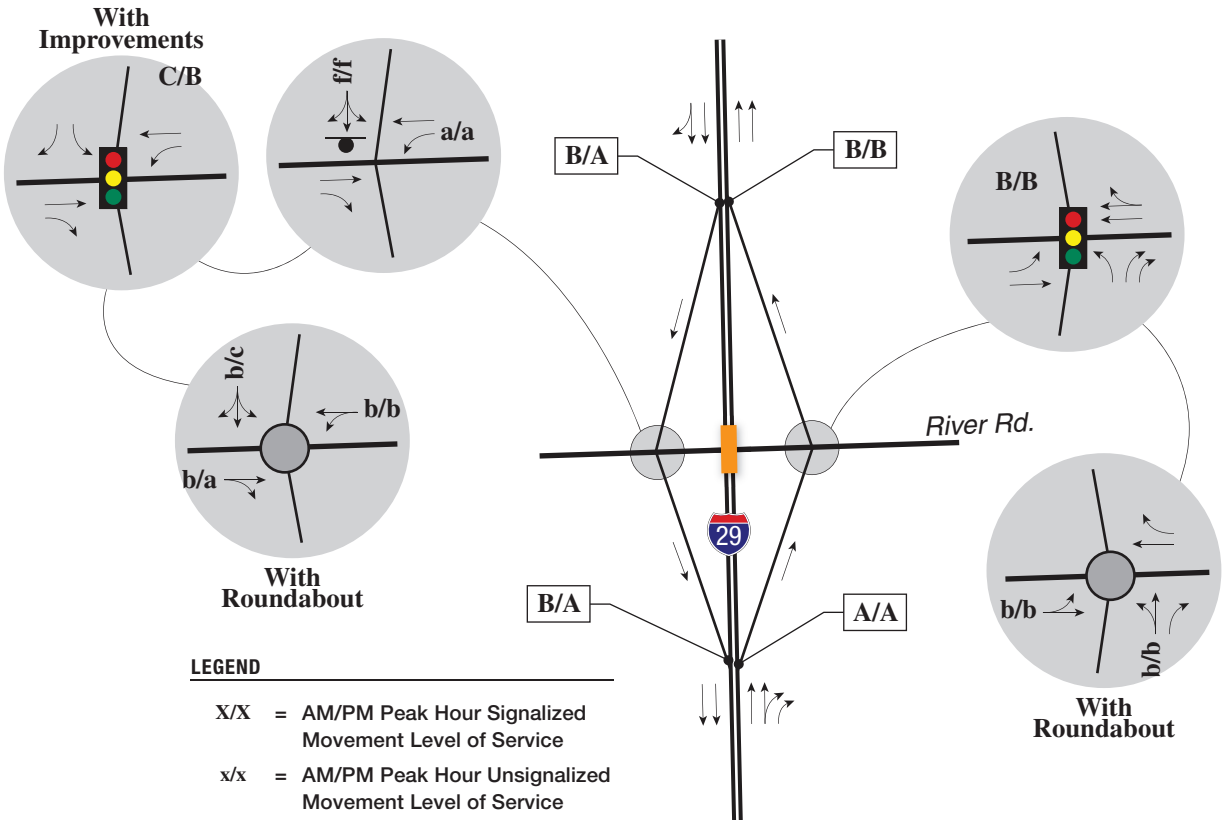 With
Improvements
C/B
f/f
a/a
B/A
B/B
B/B
River Rd.
b/c
b/b
b/a
With
Roundabout
29
B/A
A/A
b/b
b/b
With
Roundabout
LEGEND
X/X = AM/PM Peak Hour Signalized
Movement Level of Service
x/x = AM/PM Peak Hour Unsignalized
Movement Level of Service